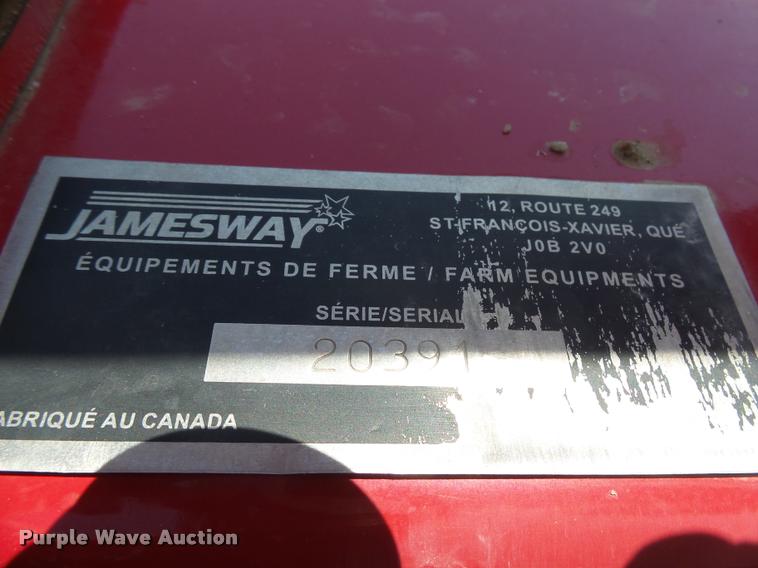 JAMESWAY®
12, ROUTE 249
ST-FRANÇOIS-XAVIER, QUÉ
J0B 2V0
ÉQUIPEMENTS DE FERME / FARM EQUIPMENTS
SÉRIE/SERIAL
20391
ABRIQUÉ AU CANADA
Purple Wave Auction